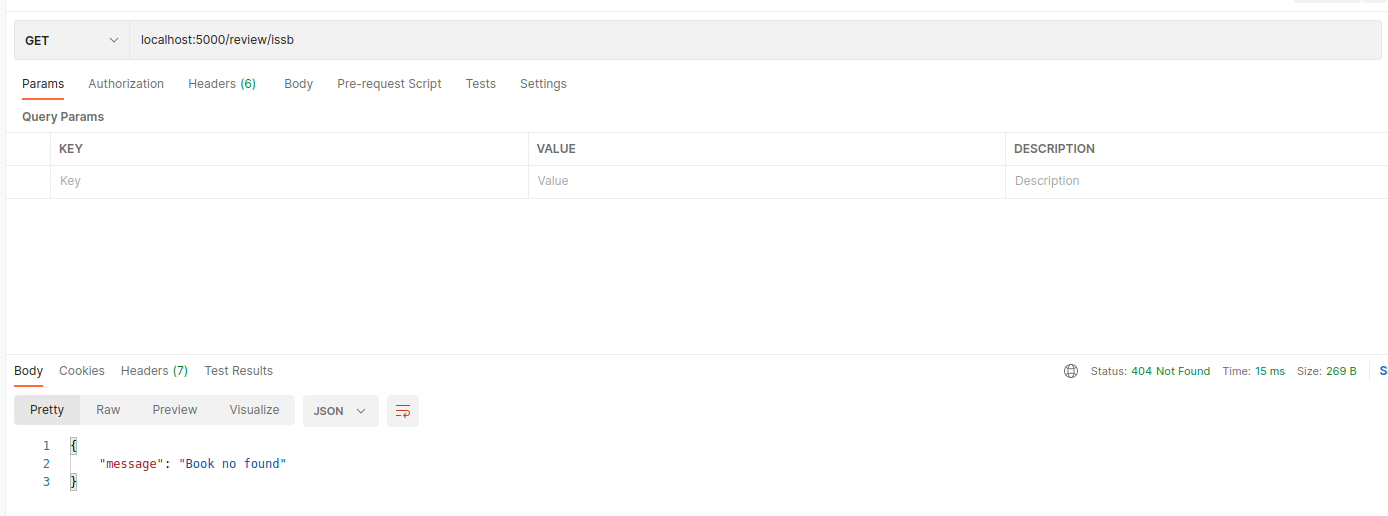 GET localhost:5000/review/issb
Params Authorization Headers (6) Body Pre-request Script Tests Settings
Query Params
KEY VALUE DESCRIPTION
Key Value Description
Body Cookies Headers (7) Test Results Status: 404 Not Found Time: 15 ms Size: 269 B S
Pretty Raw Preview Visualize JSON
1 {
2 "message": "Book no found"
3 }